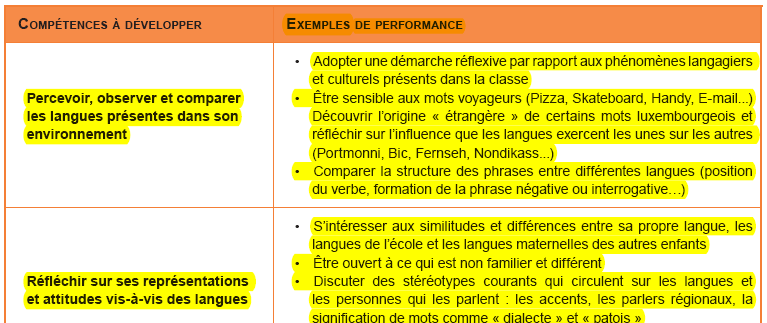 COMPÉTENCES À DÉVELOPPER
EXEMPLES DE PERFORMANCE
Percevoir, observer et comparer
les langues présentes dans son
environnement
• Adopter une démarche réflexive par rapport aux phénomènes langagiers
et culturels présents dans la classe
• Être sensible aux mots voyageurs (Pizza, Skateboard, Handy, E-mail...)
Découvrir l'origine « étrangère » de certains mots luxembourgeois et
réfléchir sur l'influence que les langues exercent les unes sur les autres
(Portmonni, Bic, Fernseh, Nondikass...)
• Comparer la structure des phrases entre différentes langues (position
du verbe, formation de la phrase négative ou interrogative…)
Réfléchir sur ses représentations
et attitudes vis-à-vis des langues
• S'intéresser aux similitudes et différences entre sa propre langue, les
langues de l'école et les langues maternelles des autres enfants
• Être ouvert à ce qui est non familier et différent
• Discuter des stéréotypes courants qui circulent sur les langues et
les personnes qui les parlent : les accents, les parlers régionaux, la
signification de mots comme « dialecte » et « patois »